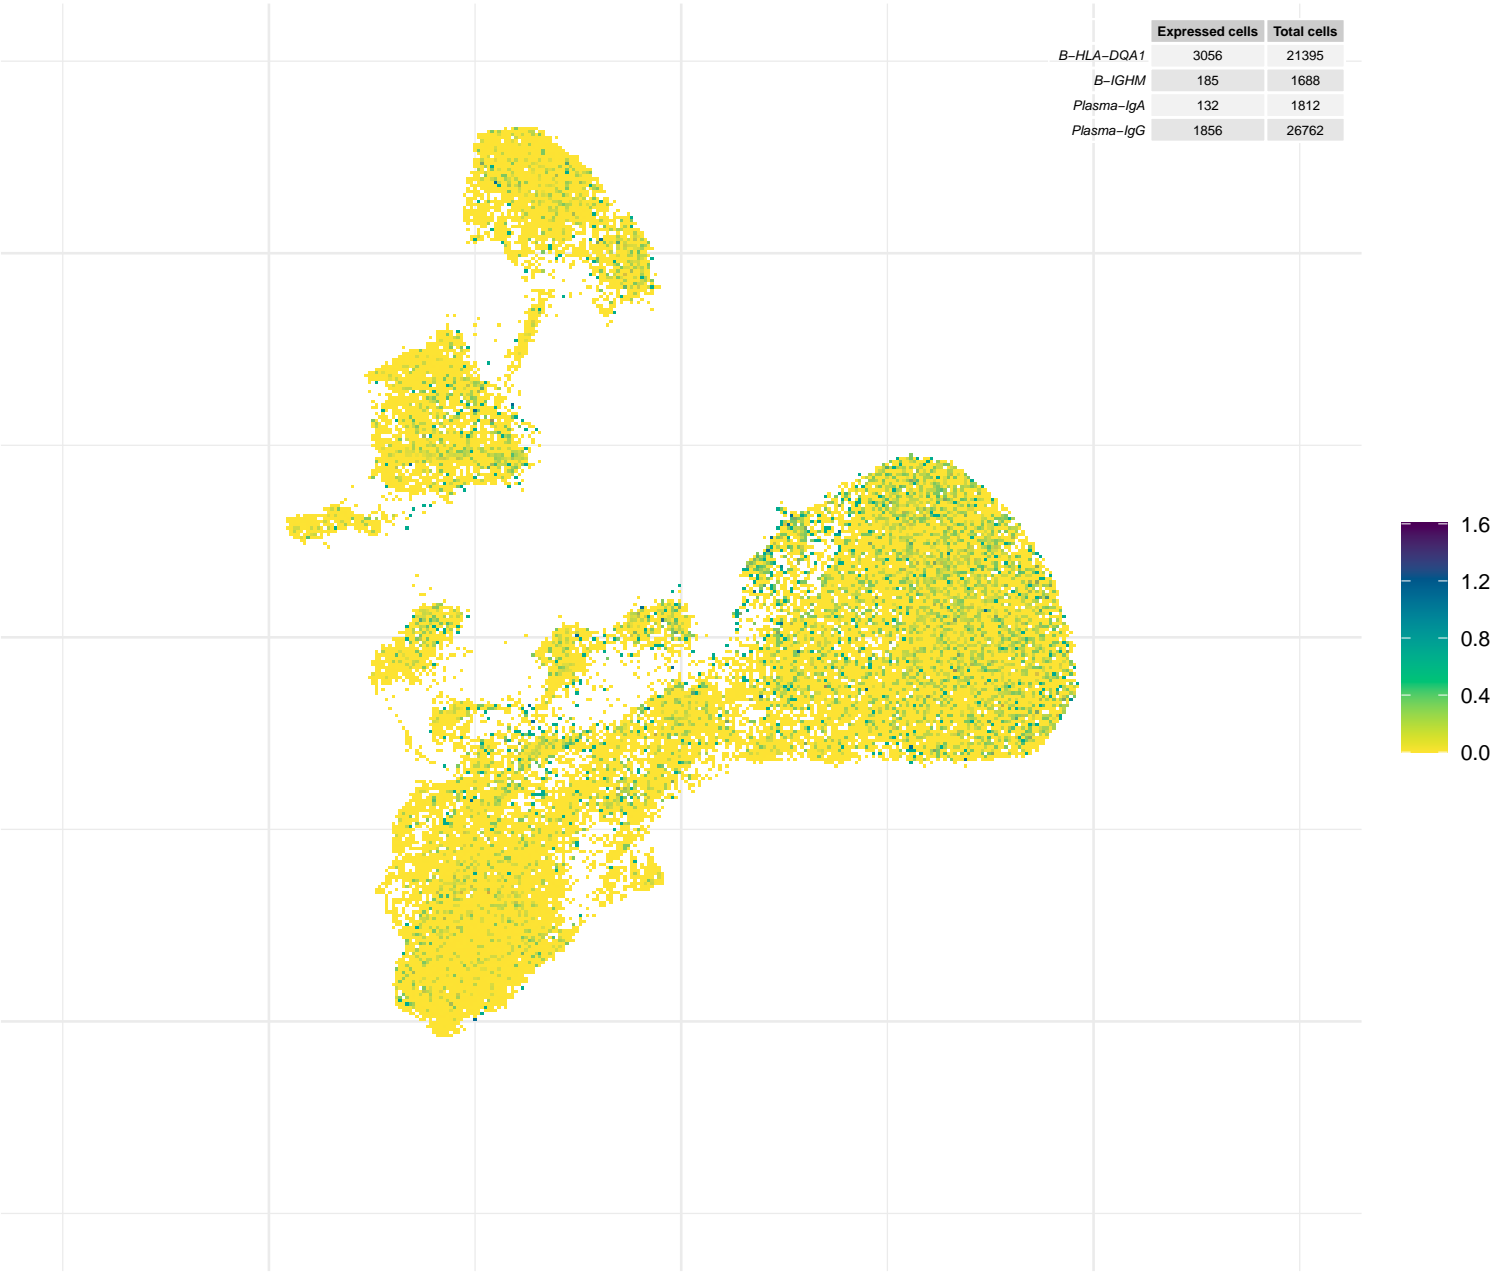 Expressed cells Total cells
B−HLA−DQA1 3056 21395
B−IGHM 185 1688
Plasma−IgA 132 1812
Plasma−IgG 1856 26762
1.6
1.2
0.8
0.4
0.0